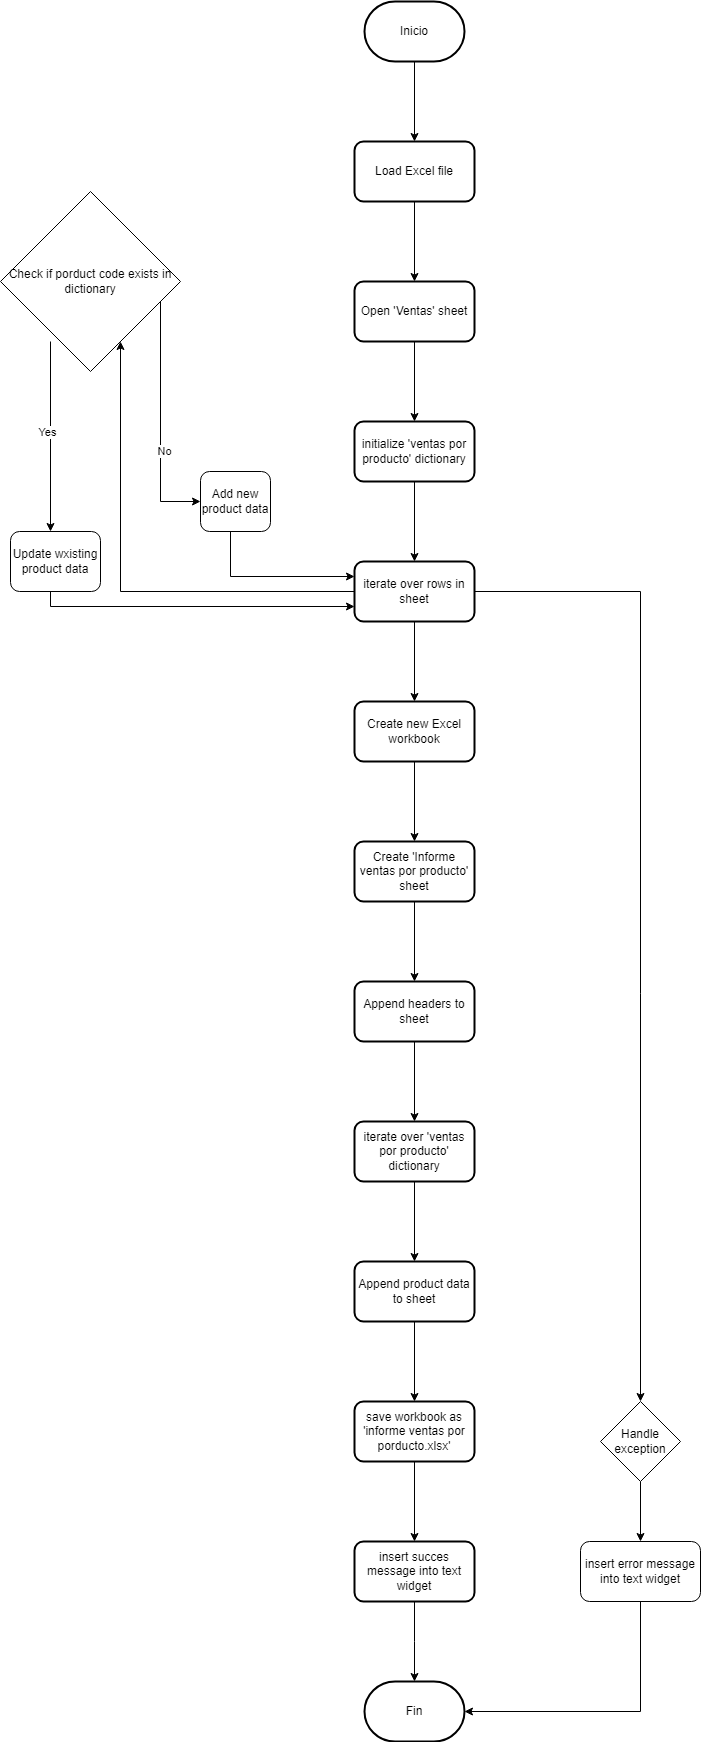 Inicio
Load Excel file
Check if porduct code exists in
dictionary
Open 'Ventas' sheet
Yes
No
initialize 'ventas por
producto' dictionary
Add new
product data
Update wxisting
product data
iterate over rows in
sheet
Create new Excel
workbook
Create 'Informe
ventas por producto'
sheet
Append headers to
sheet
iterate over 'ventas
por producto'
dictionary
Append product data
to sheet
save workbook as
'informe ventas por
porducto.xlsx'
Handle
exception
insert succes
message into text
widget
insert error message
into text widget
Fin